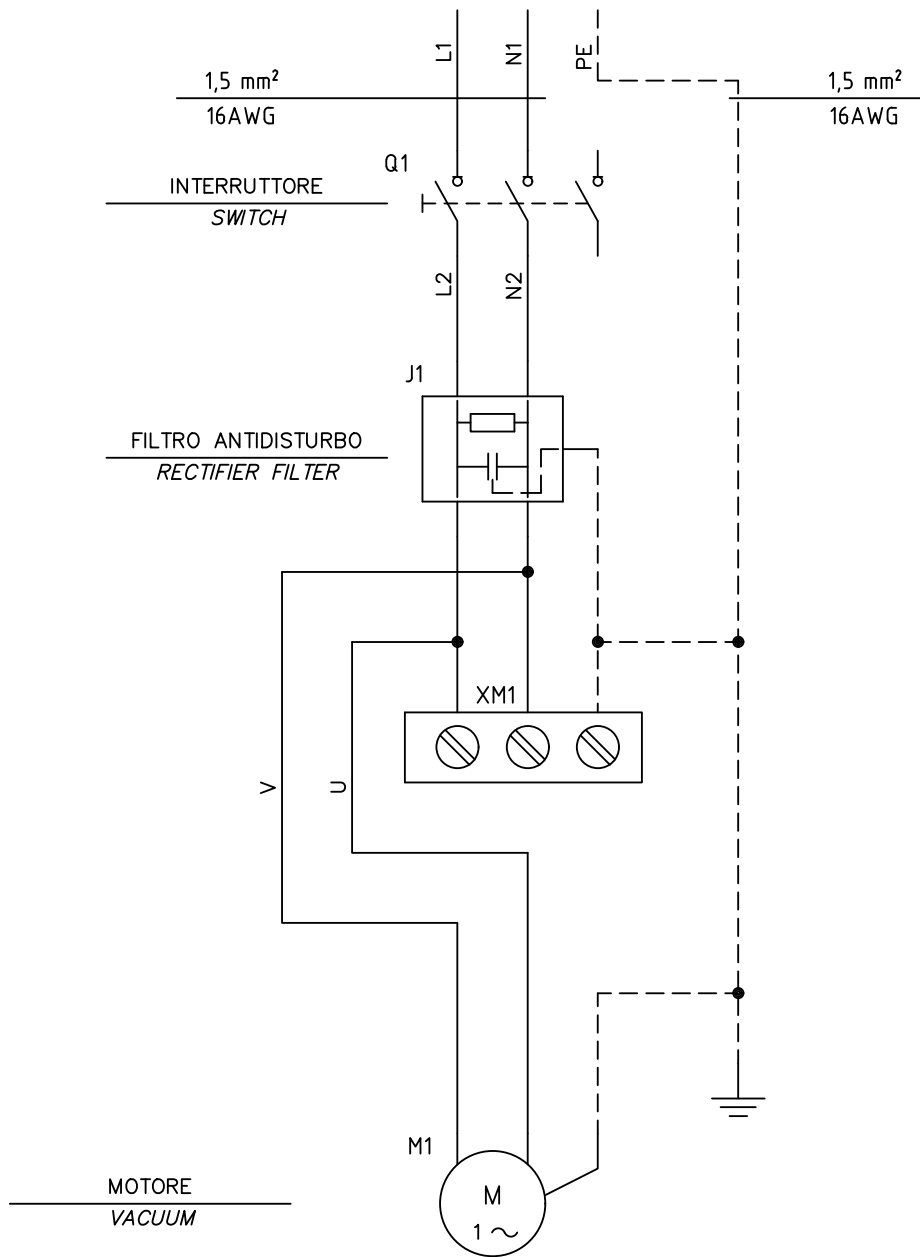 L1
N1
PE
1,5 mm²
16AWG
1,5 mm²
16AWG
Q1
INTERRUTTORE
SWITCH
L2
N2
J1
FILTRO ANTIDISTURBO
RECTIFIER FILTER
XM1
V
U
M1
M
1 ~
MOTORE
VACUUM